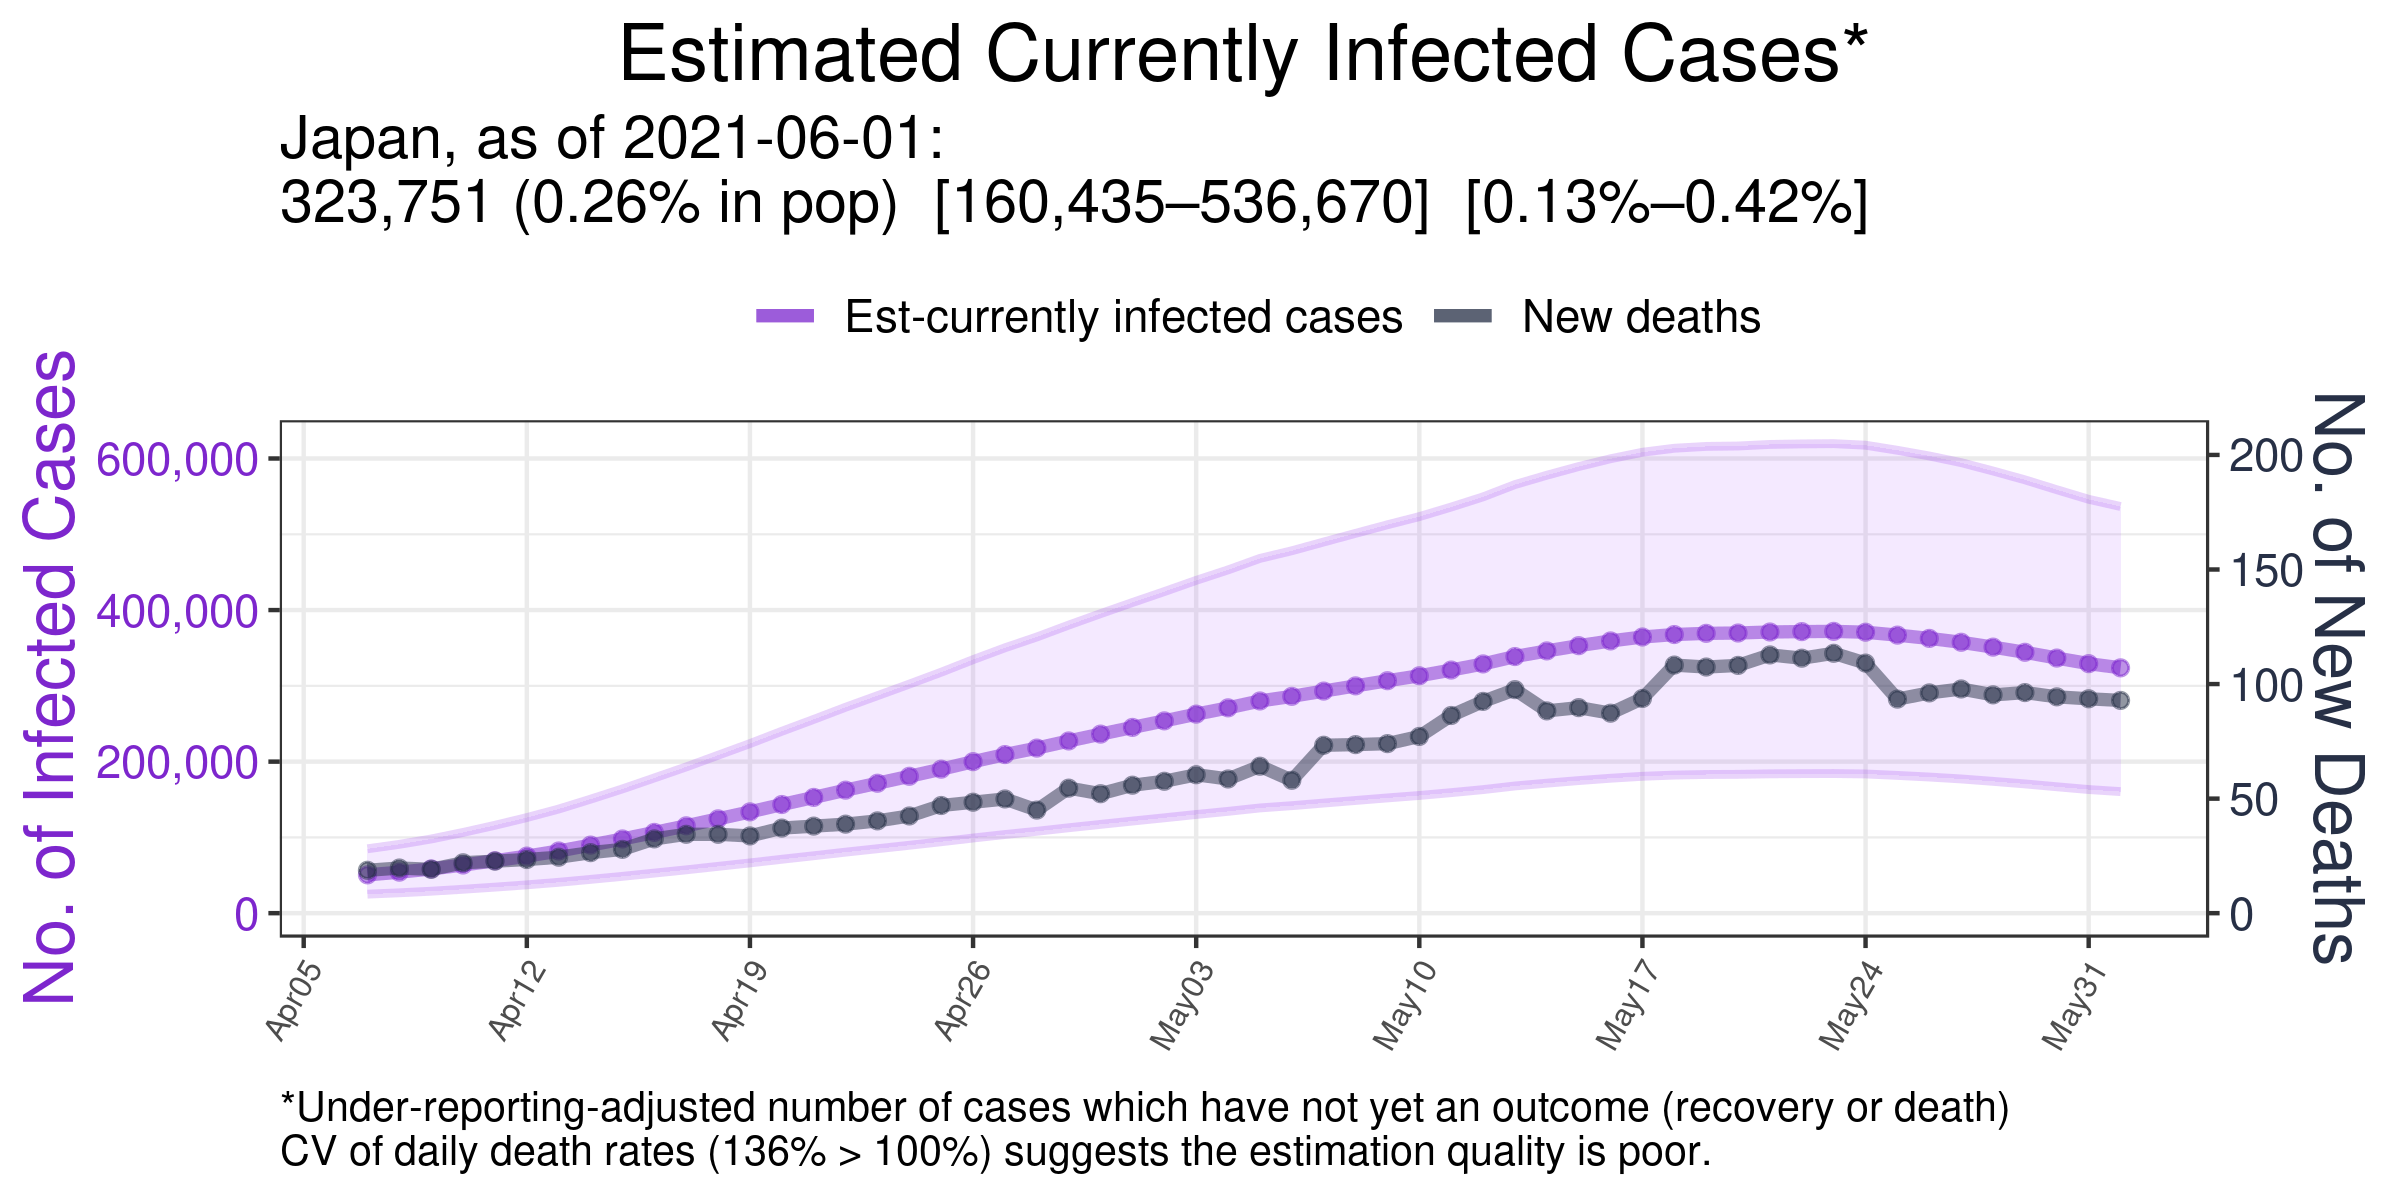 Estimated Currently Infected Cases*
Japan, as of 2021-06-01:
323,751 (0.26% in pop) [160,435–536,670] [0.13%–0.42%]
Est-currently infected cases
New deaths
No. of Infected Cases
600,000
400,000
200,000
0
200
150
100
50
0
No. of New Deaths
Apr05
Apr12
Apr19
Apr26
May03
May10
May17
May24
May31
*Under-reporting-adjusted number of cases which have not yet an outcome (recovery or death)
CV of daily death rates (136% > 100%) suggests the estimation quality is poor.